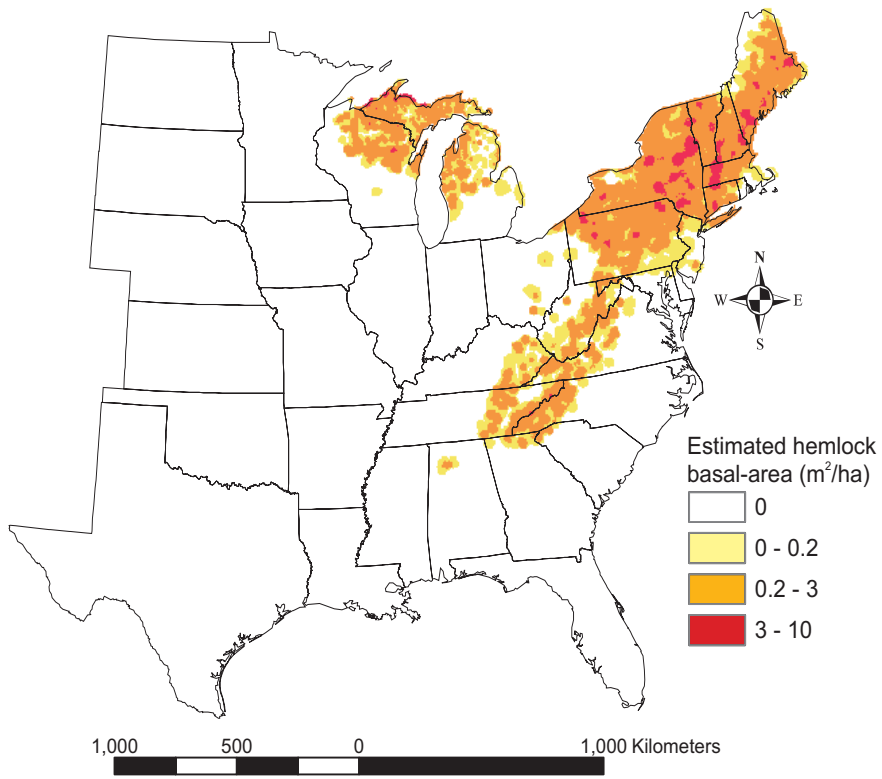 N
W
E
S
Estimated hemlock
basal-area (m²/ha)
0
0 - 0.2
0.2 - 3
3 - 10
1,000 500 0 1,000 Kilometers